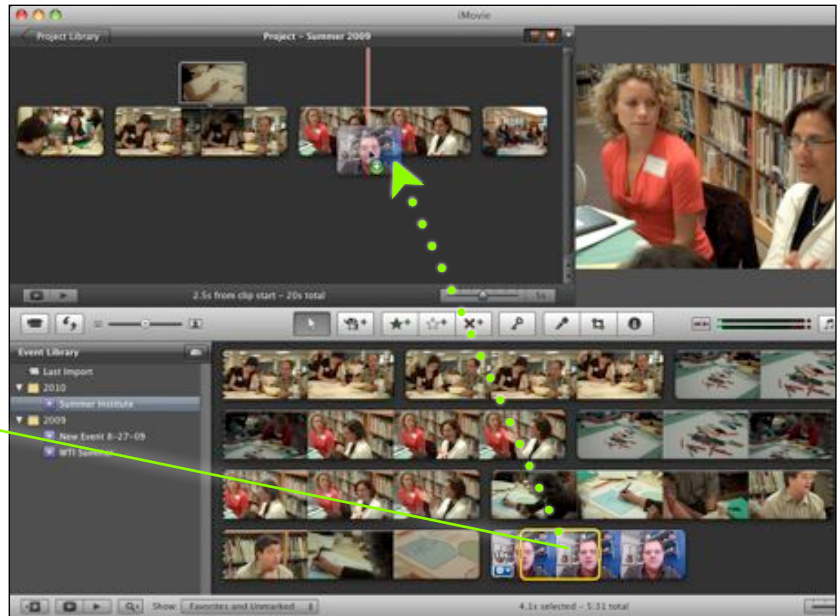 iMovie
Project Library
Project - Summer 2009
2.5s from clip start - 20s total
5s
Event Library
Last Import
2010
Summer Institute
2009
New Event 8-27-09
WTI Summer
Show:
Favorites and Unmarked
4.1s selected - 5:31 total